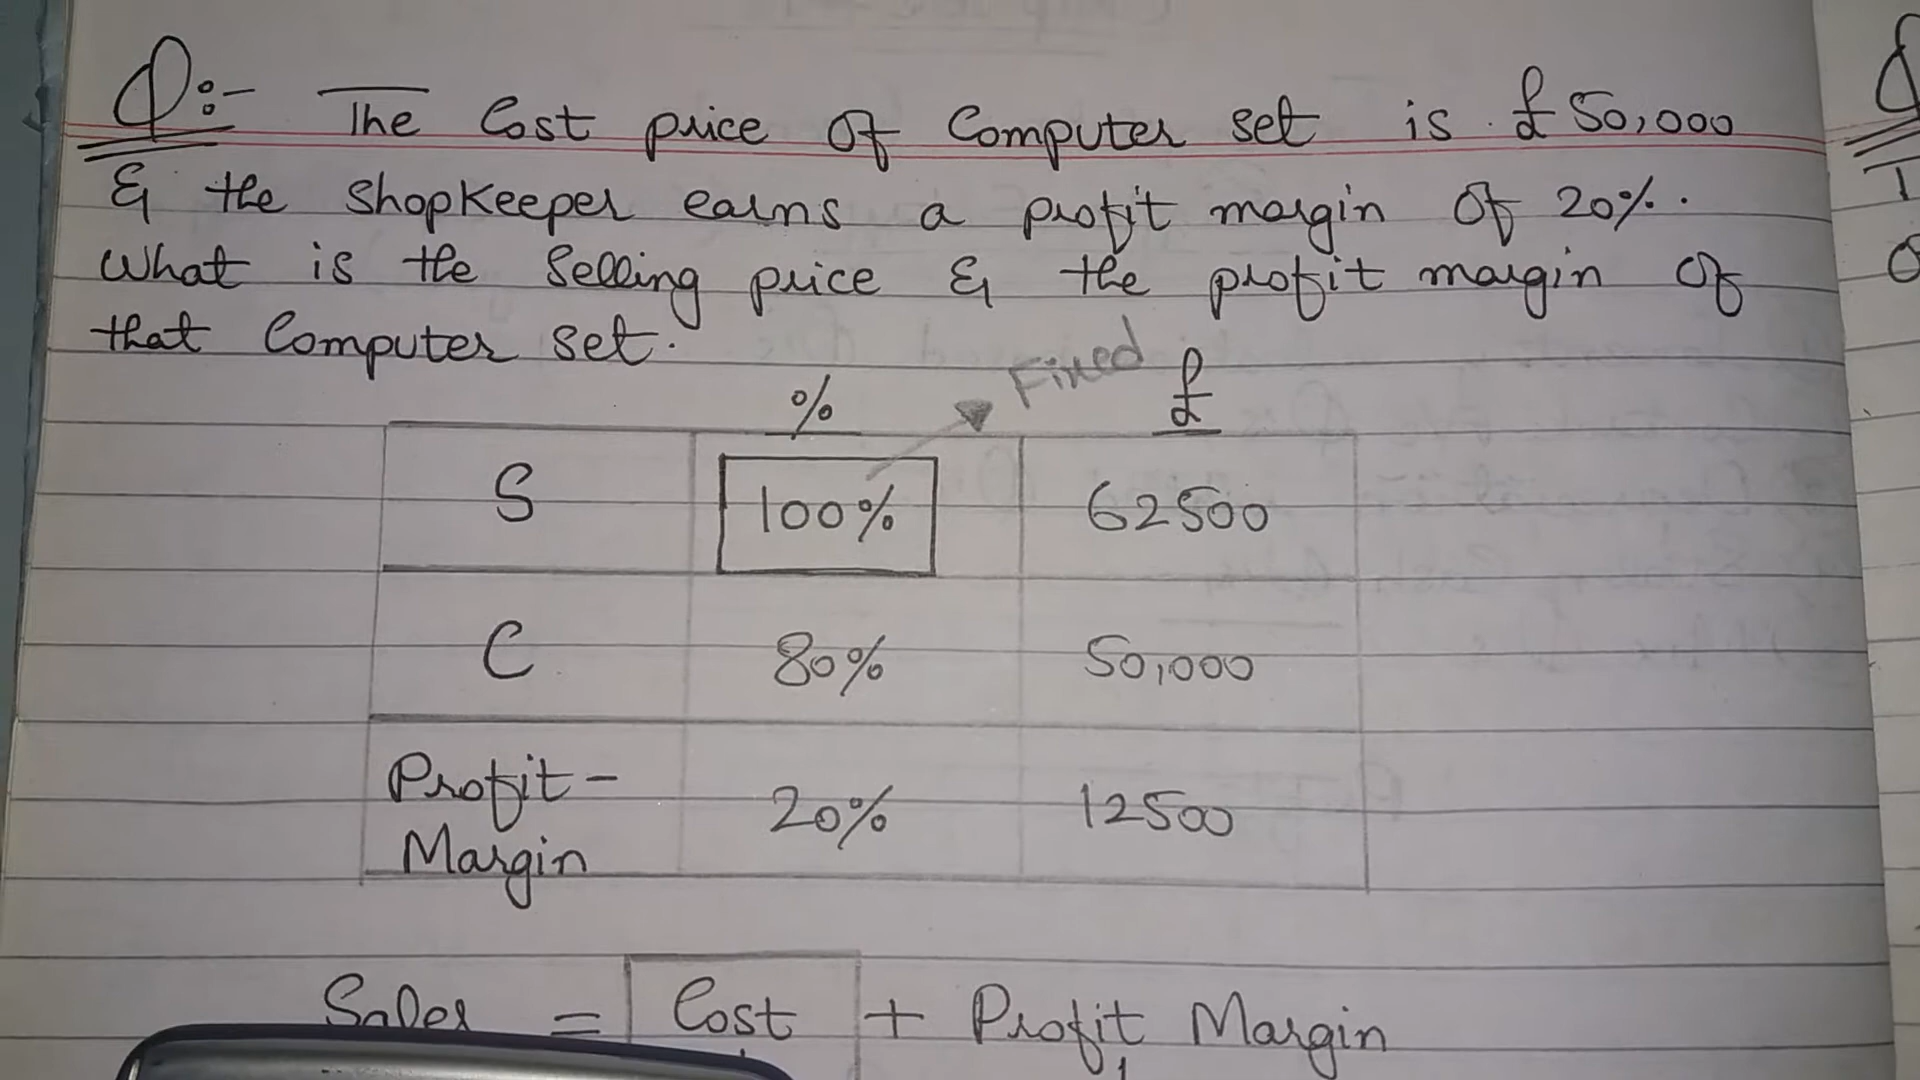 Q:- The Cost price of Computer set is £50,000
& the shopkeeper earns a profit margin of 20%.
What is the Selling price & the profit margin of
that Computer set.
Fixed
% £
S 100% 62500
C 80% 50,000
Profit-
Margin 20% 12500
Sales = Cost + Profit Margin